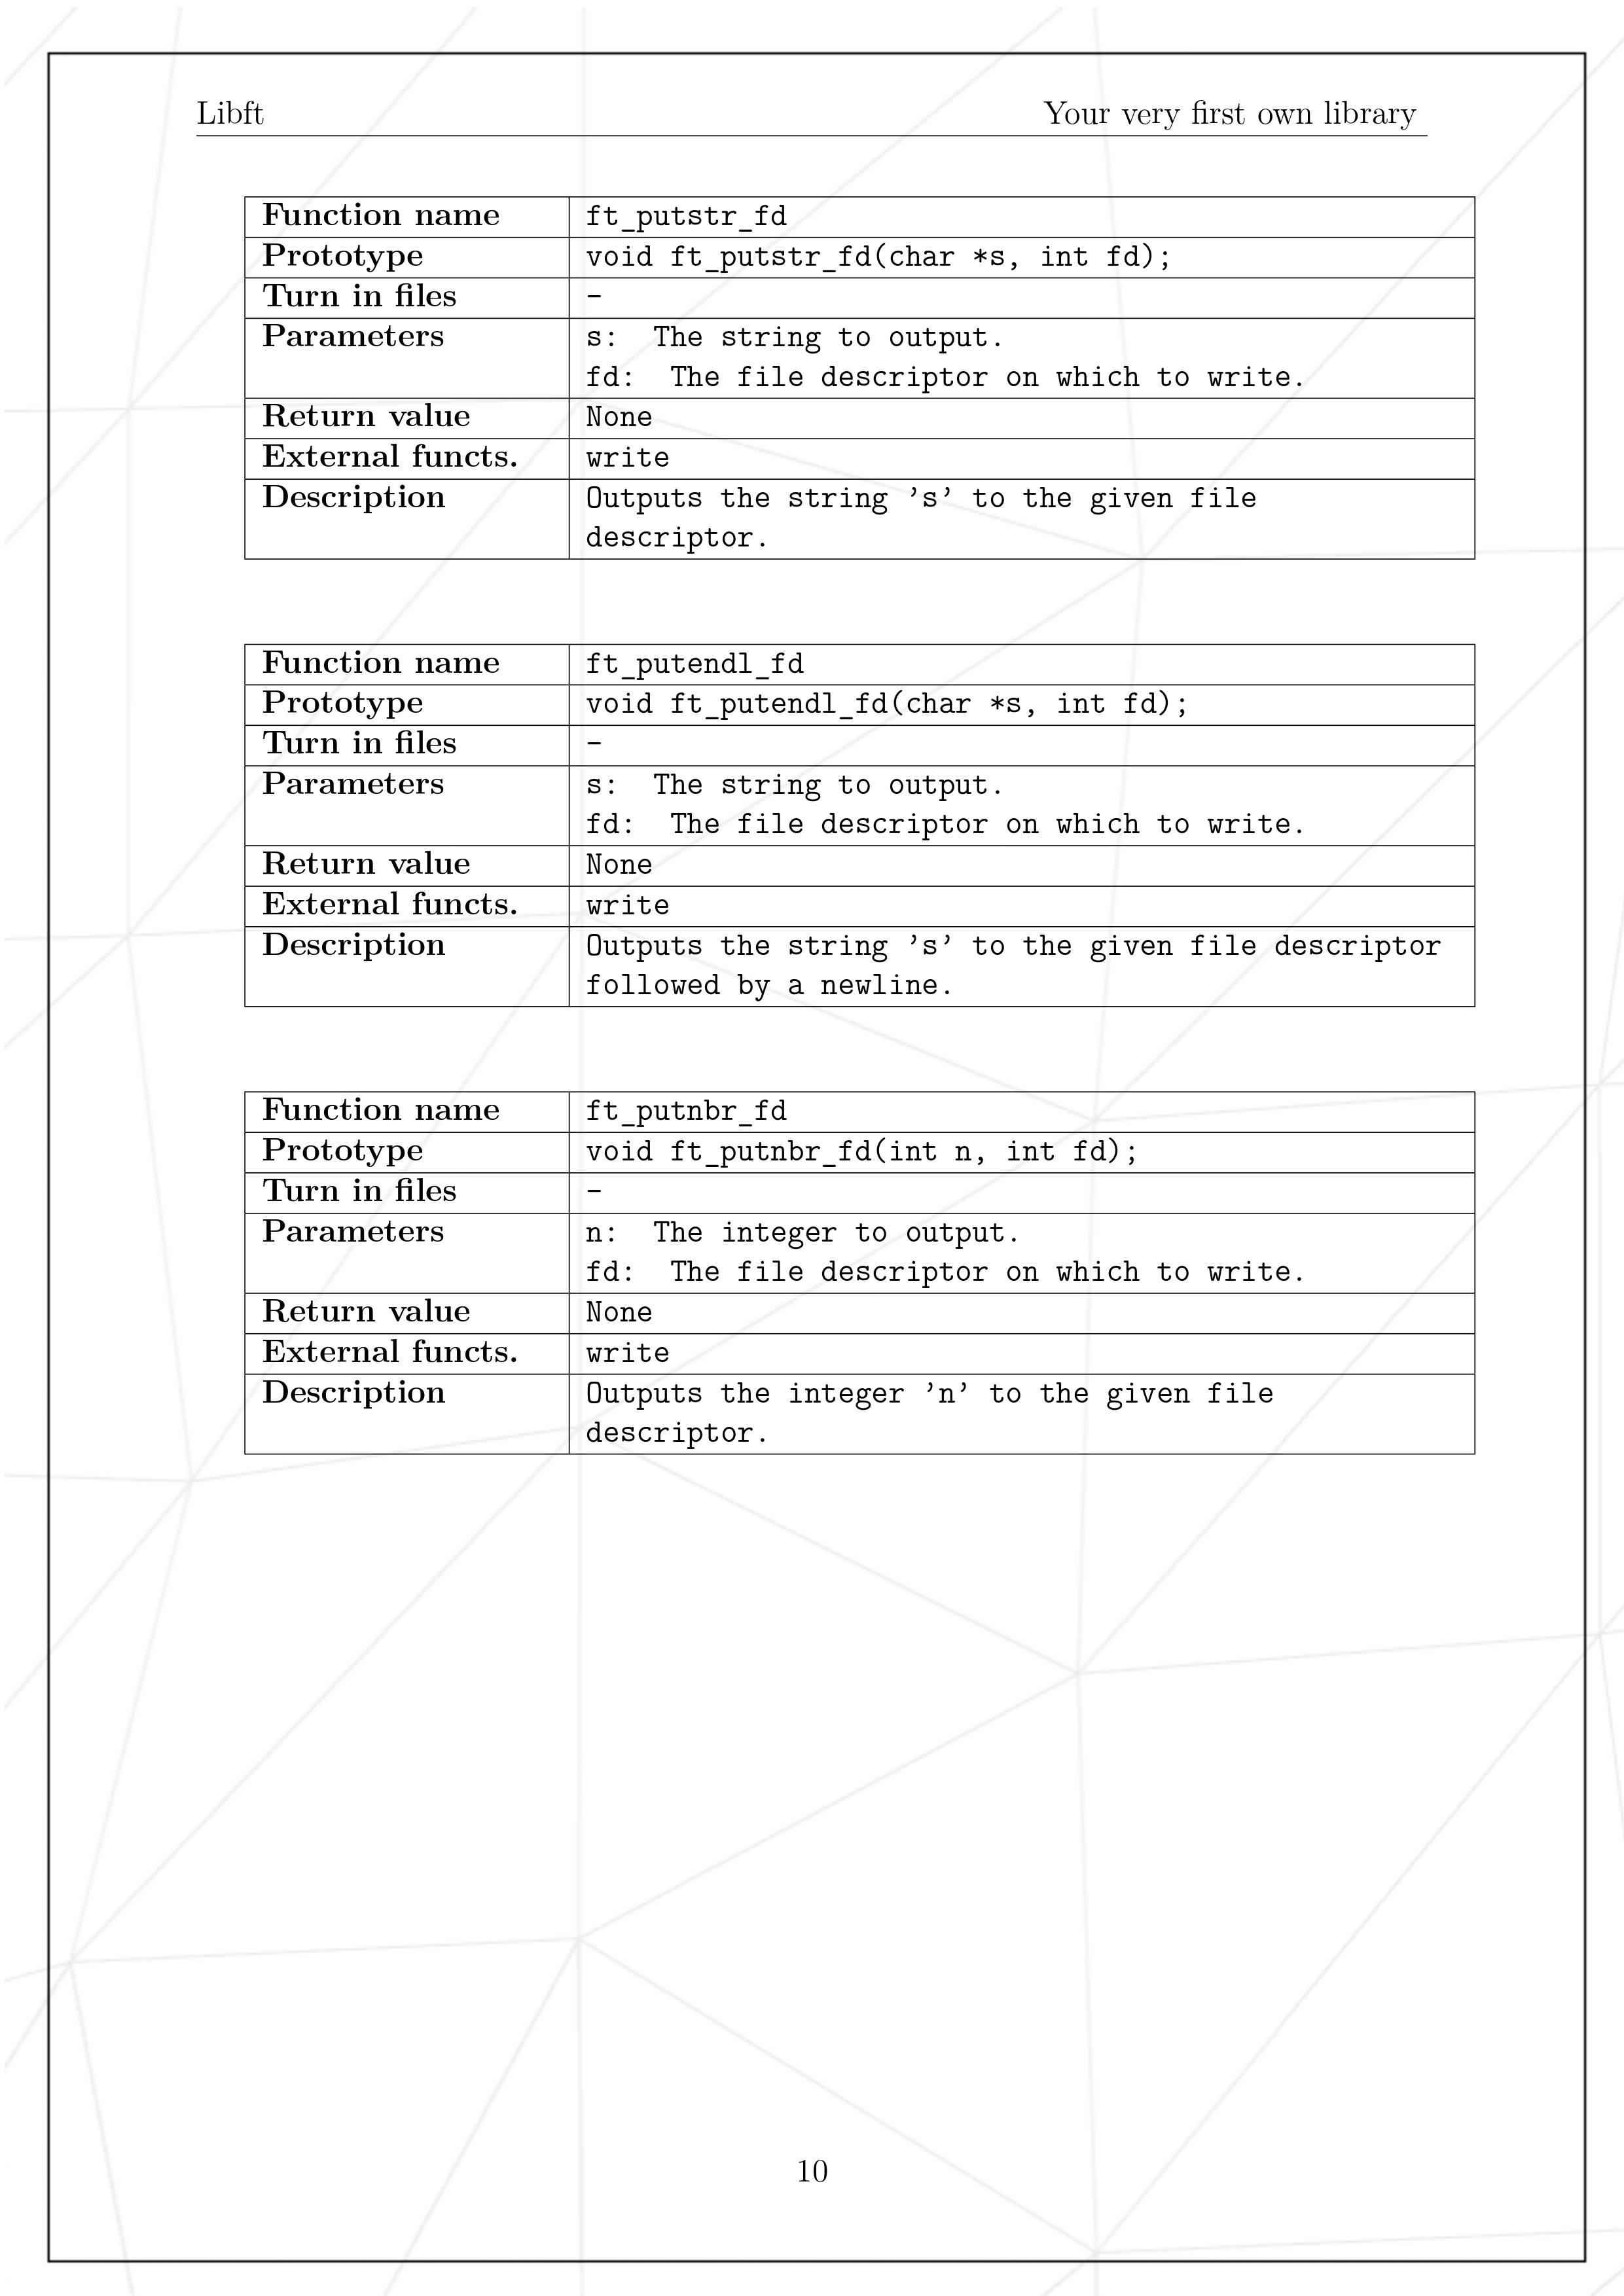 Libft Your very first own library
Function name ft_putstr_fd
Prototype void ft_putstr_fd(char *s, int fd);
Turn in files -
Parameters s: The string to output.
fd: The file descriptor on which to write.
Return value None
External functs. write
Description Outputs the string ’s’ to the given file
descriptor.
Function name ft_putendl_fd
Prototype void ft_putendl_fd(char *s, int fd);
Turn in files -
Parameters s: The string to output.
fd: The file descriptor on which to write.
Return value None
External functs. write
Description Outputs the string ’s’ to the given file descriptor
followed by a newline.
Function name ft_putnbr_fd
Prototype void ft_putnbr_fd(int n, int fd);
Turn in files -
Parameters n: The integer to output.
fd: The file descriptor on which to write.
Return value None
External functs. write
Description Outputs the integer ’n’ to the given file
descriptor.
10